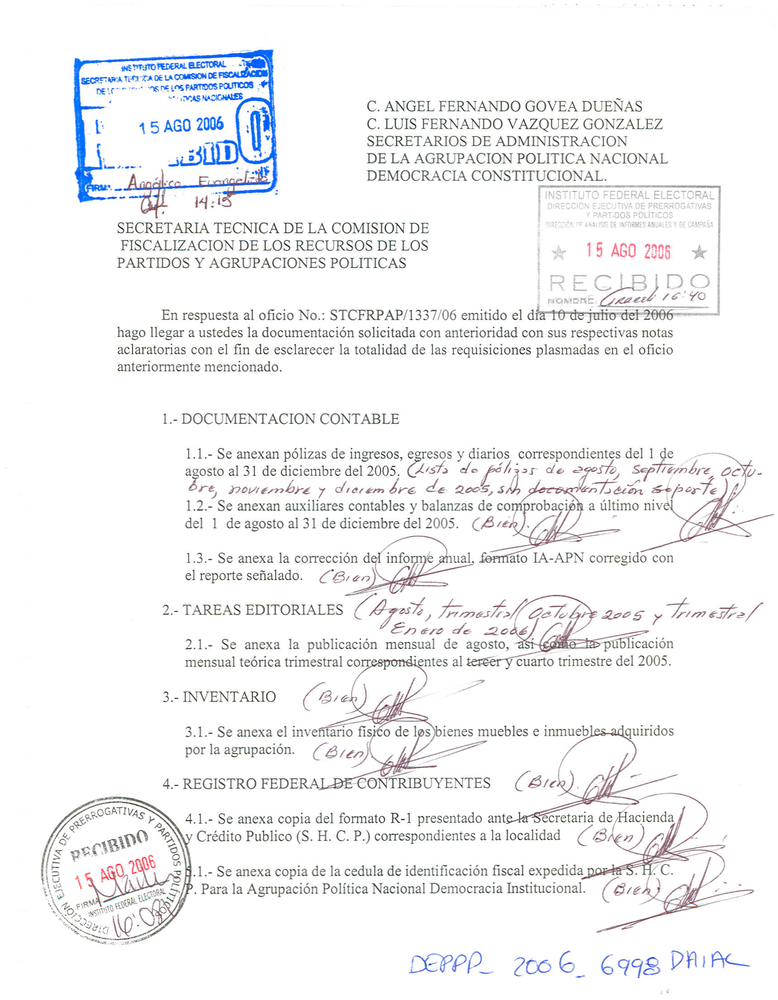 INSTITUTO FEDERAL ELECTORAL
SECRETARIA TECNICA DE LA COMISION DE FISCALIZACION
DE LOS DE LOS PARTIDOS POLITICOS
NACIONALES
15 AGO 2006
BIDO
FIRMA Angélica Evangelista
14:15
C. ANGEL FERNANDO GOVEA DUEÑAS
C. LUIS FERNANDO VAZQUEZ GONZALEZ
SECRETARIOS DE ADMINISTRACION
DE LA AGRUPACION POLITICA NACIONAL
DEMOCRACIA CONSTITUCIONAL.
INSTITUTO FEDERAL ELECTORAL
DIRECCION EJECUTIVA DE PRERROGATIVAS
Y PARTIDOS POLÍTICOS
DIRECCIÓN DE ANALISIS DE INFORMES ANUALES Y DE CAMPAÑA
15 AGO 2006
RECIBIDO
NOMBRE: Graceli 16:40
SECRETARIA TECNICA DE LA COMISION DE
FISCALIZACION DE LOS RECURSOS DE LOS
PARTIDOS Y AGRUPACIONES POLITICAS
En respuesta al oficio No.: STCFRPAP/1337/06 emitido el día 10 de julio del 2006
hago llegar a ustedes la documentación solicitada con anterioridad con sus respectivas notas
aclaratorias con el fin de esclarecer la totalidad de las requisiciones plasmadas en el oficio
anteriormente mencionado.
1.- DOCUMENTACION CONTABLE
1.1.- Se anexan pólizas de ingresos, egresos y diarios correspondientes del 1 de
agosto al 31 de diciembre del 2005. (Lista de pólizas de agosto, septiembre, octu-
bre, noviembre y diciembre de 2005, sin documentación soporte).
1.2.- Se anexan auxiliares contables y balanzas de comprobación a último nivel
del 1 de agosto al 31 de diciembre del 2005. (Bien).
1.3.- Se anexa la corrección del informe anual, formato IA-APN corregido con
el reporte señalado. (Bien)
2.- TAREAS EDITORIALES (Agosto, trimestral octubre 2005 y trimestral
Enero de 2006)
2.1.- Se anexa la publicación mensual de agosto, así como la publicación
mensual teórica trimestral correspondientes al tercer y cuarto trimestre del 2005.
3.- INVENTARIO (Bien)
3.1.- Se anexa el inventario físico de los bienes muebles e inmuebles adquiridos
por la agrupación. (Bien)
4.- REGISTRO FEDERAL DE CONTRIBUYENTES (Bien).
4.1.- Se anexa copia del formato R-1 presentado ante la Secretaria de Hacienda
y Crédito Publico (S. H. C. P.) correspondientes a la localidad (Bien)
5.1.- Se anexa copia de la cedula de identificación fiscal expedida por la S. H. C.
P. Para la Agrupación Política Nacional Democracia Institucional. (Bien)
DIRECCIÓN EJECUTIVA DE PRERROGATIVAS Y PARTIDOS POLÍTICOS
RECIBIDO
15 AGO 2006
FIRMA
INSTITUTO FEDERAL ELECTORAL
DEPPP_ 2006_ 6998 DAIAC